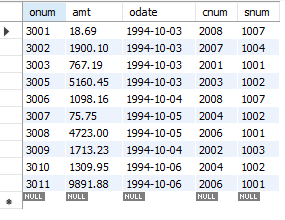 onum amt odate cnum snum
3001 18.69 1994-10-03 2008 1007
3002 1900.10 1994-10-03 2007 1004
3003 767.19 1994-10-03 2001 1001
3005 5160.45 1994-10-03 2003 1002
3006 1098.16 1994-10-04 2008 1007
3007 75.75 1994-10-05 2004 1002
3008 4723.00 1994-10-05 2006 1001
3009 1713.23 1994-10-04 2002 1003
3010 1309.95 1994-10-06 2004 1002
3011 9891.88 1994-10-06 2006 1001
NULL NULL NULL NULL NULL